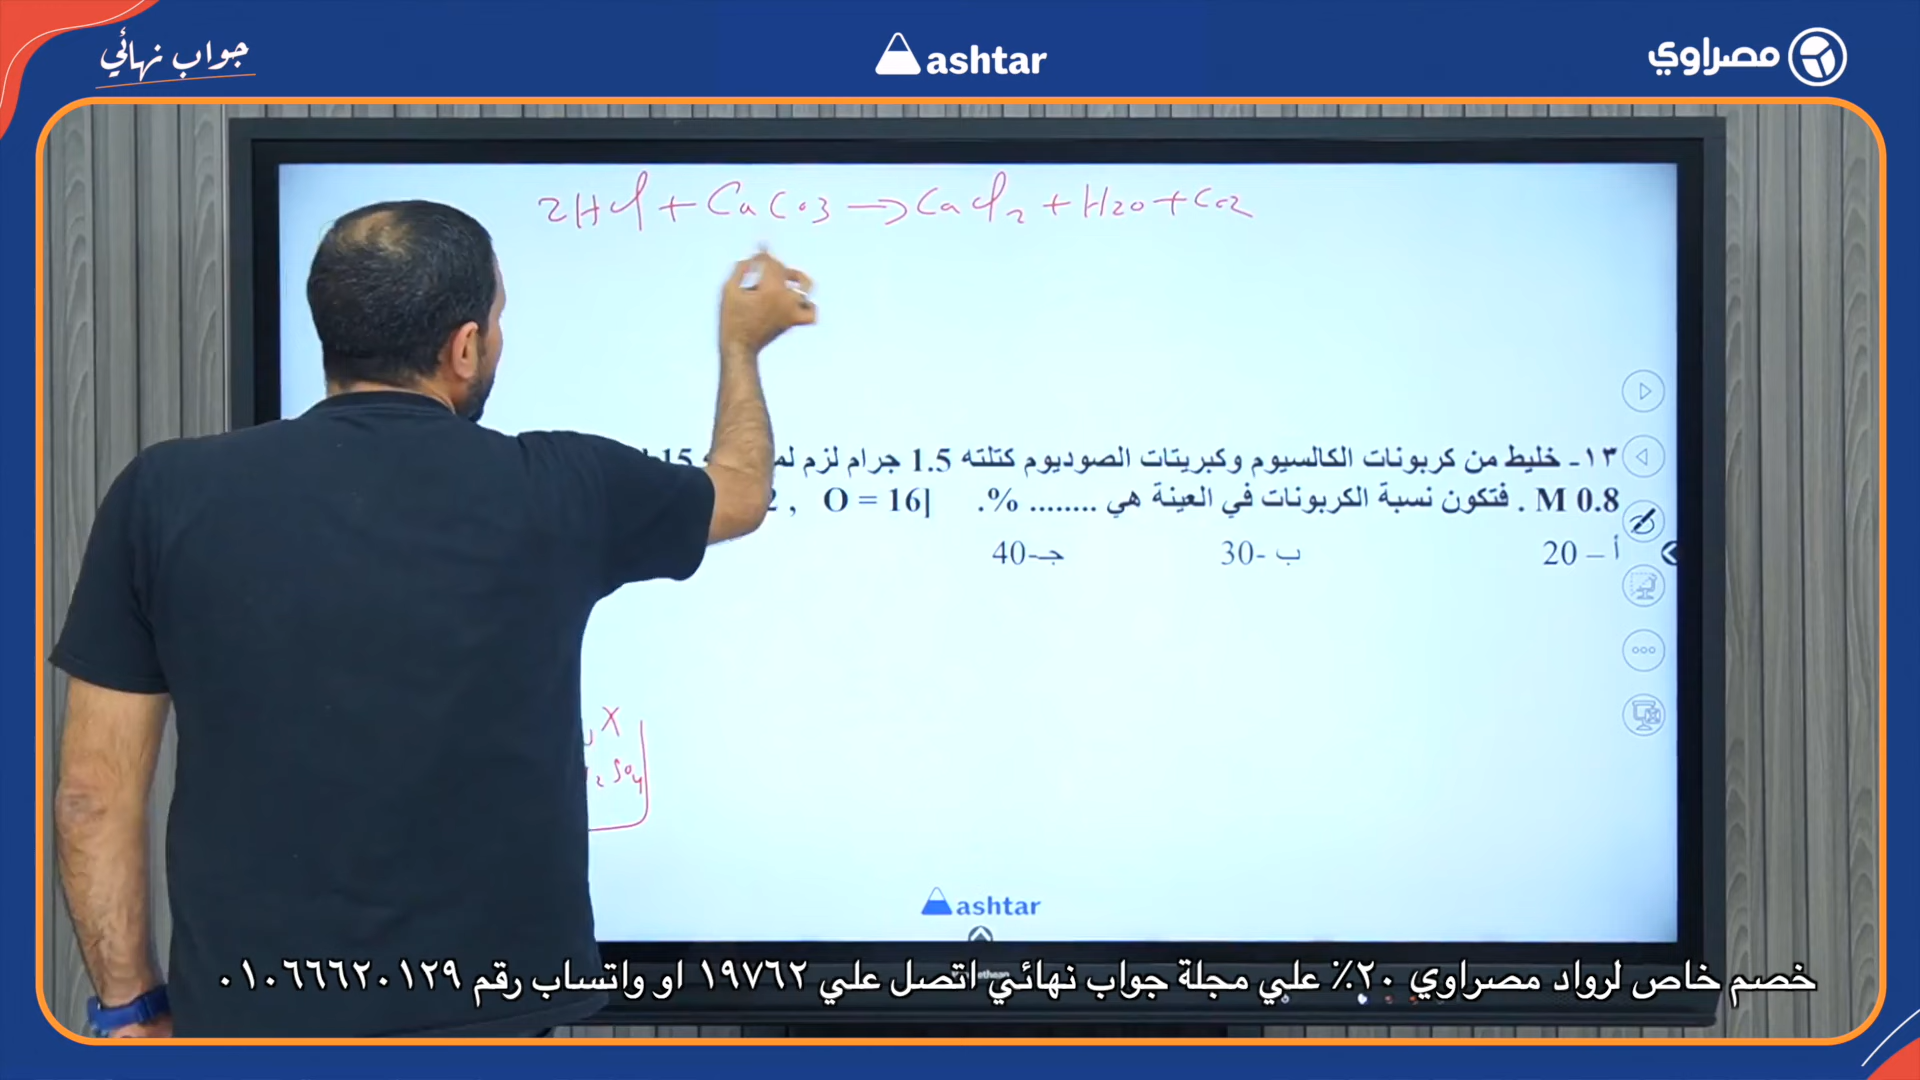 جواب نهائي
ashtar
مصراوي
2HCl + CaCO3 → CaCl2 + H2O + CO2
١٣- خليط من كربونات الكالسيوم وكبريتات الصوديوم كتلته 1.5 جرام لزم 15
0.8 M . فتكون نسبة الكربونات في العينة هي ........ %. , O = 16]
أ – 20 ب -30 جـ-40
X
SO4
ashtar
خصم خاص لرواد مصراوي ٢٠٪ علي مجلة جواب نهائي اتصل علي ١٩٧٦٢ او واتساب رقم ٠١٠٦٦٦٢٠١٢٩